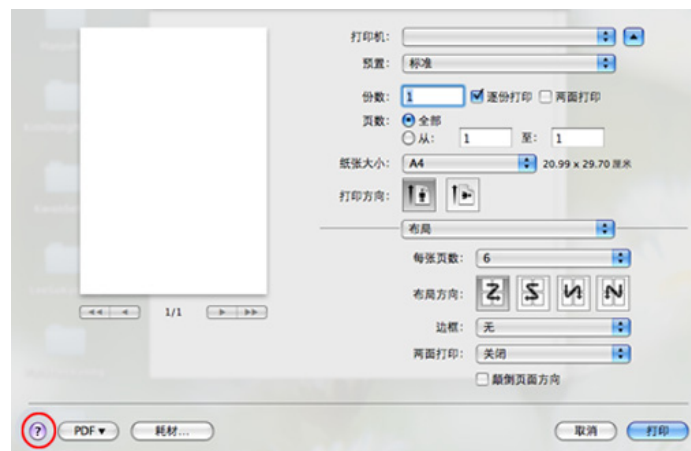 打印机:
预置: 标准
份数: 1 逐份打印 两面打印
页数: 全部
从: 1 至: 1
纸张大小: A4 20.99 x 29.70 厘米
打印方向:
布局
每张页数: 6
布局方向:
边框: 无
两面打印: 关闭
颠倒页面方向
1/1
? PDF▼ 耗材... 取消 打印